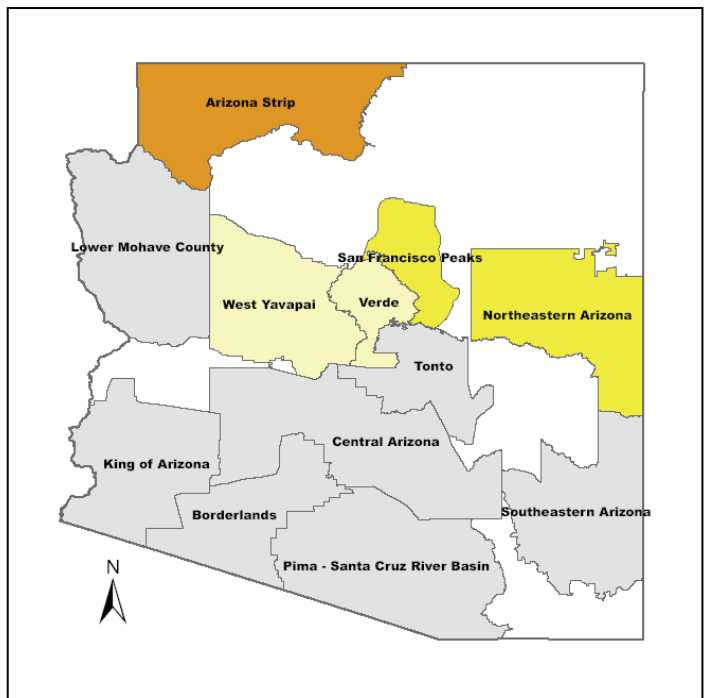 Arizona Strip
Lower Mohave County
San Francisco Peaks
West Yavapai
Verde
Northeastern Arizona
Tonto
Central Arizona
King of Arizona
Southeastern Arizona
Borderlands
Pima - Santa Cruz River Basin
N